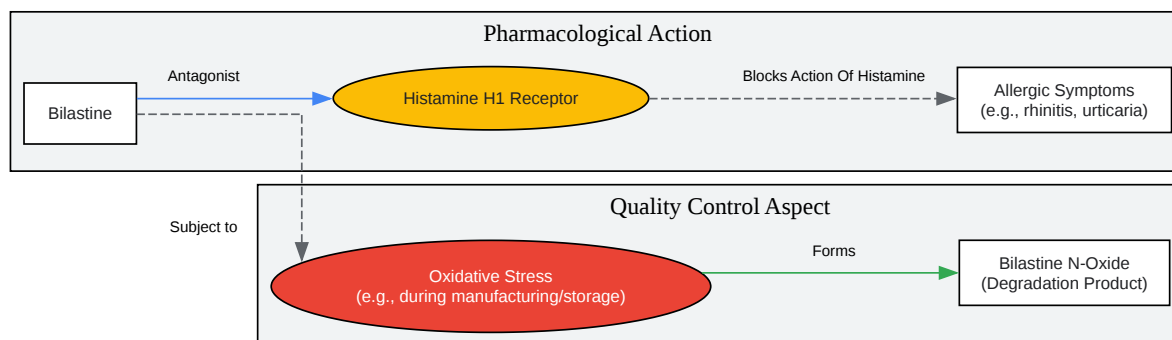 Pharmacological Action
Antagonist
Blocks Action Of Histamine
Bilastine
Histamine H1 Receptor
Allergic Symptoms
(e.g., rhinitis, urticaria)
Quality Control Aspect
Subject to
Forms
Oxidative Stress
(e.g., during manufacturing/storage)
Bilastine N-Oxide
(Degradation Product)